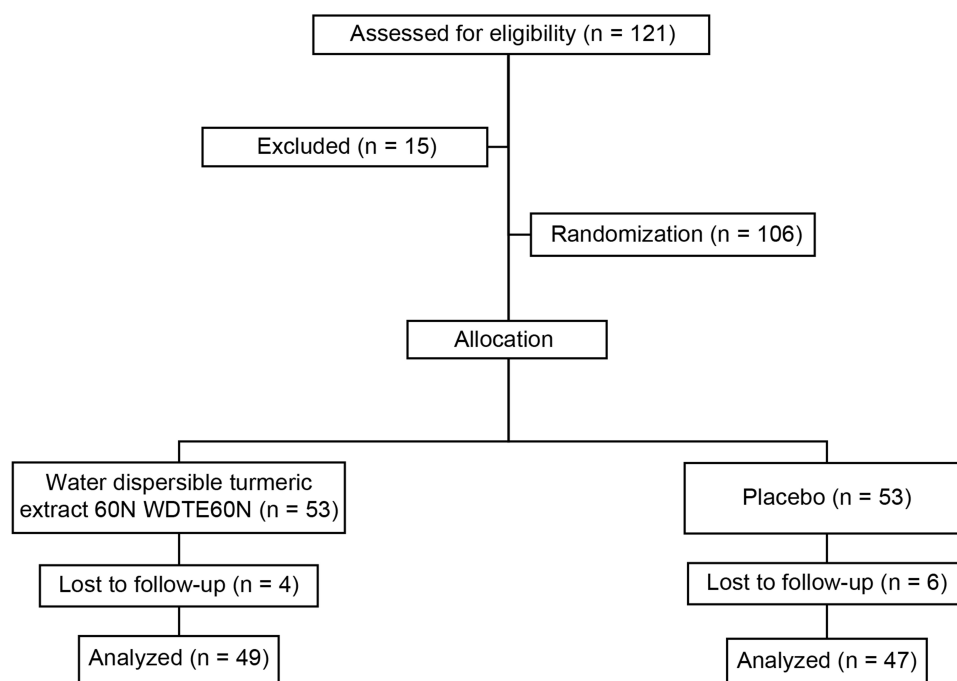 Assessed for eligibility (n = 121)
Excluded (n = 15)
Randomization (n = 106)
Allocation
Water dispersible turmeric
extract 60N WDTE60N (n = 53)
Placebo (n = 53)
Lost to follow-up (n = 4)
Lost to follow-up (n = 6)
Analyzed (n = 49)
Analyzed (n = 47)